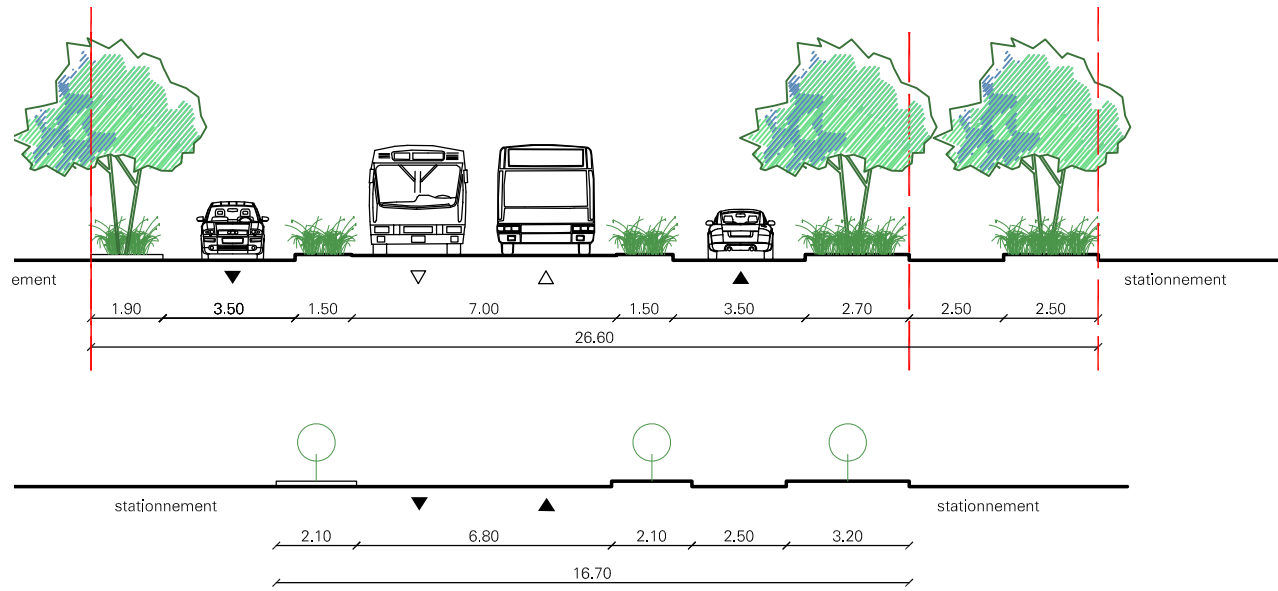 ement
stationnement
1.90 3.50 1.50 7.00 1.50 3.50 2.70 2.50 2.50
26.60
stationnement
stationnement
2.10 6.80 2.10 2.50 3.20
16.70